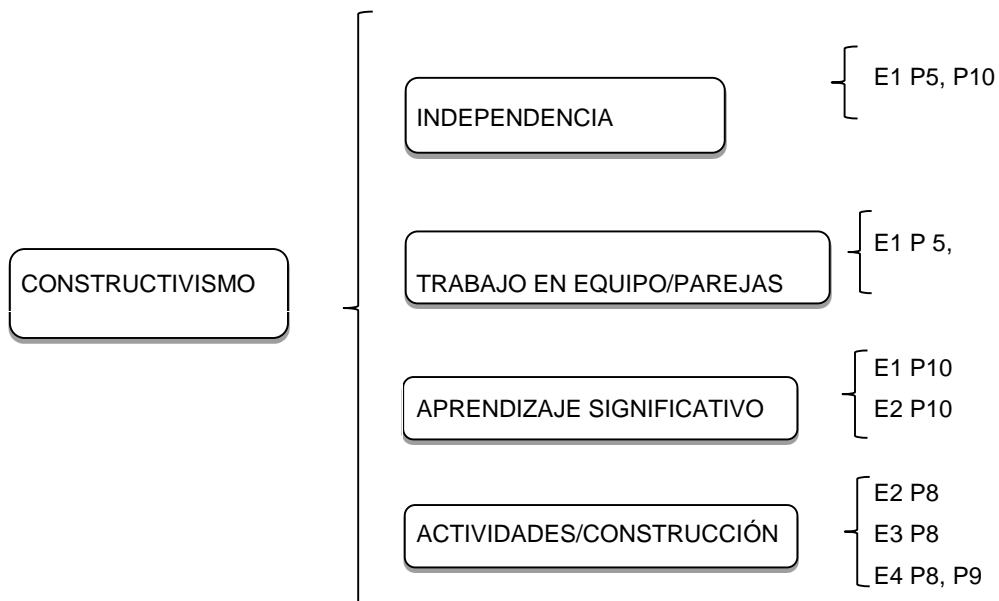 CONSTRUCTIVISMO
INDEPENDENCIA
E1 P5, P10
TRABAJO EN EQUIPO/PAREJAS
E1 P 5,
APRENDIZAJE SIGNIFICATIVO
E1 P10
E2 P10
ACTIVIDADES/CONSTRUCCIÓN
E2 P8
E3 P8
E4 P8, P9